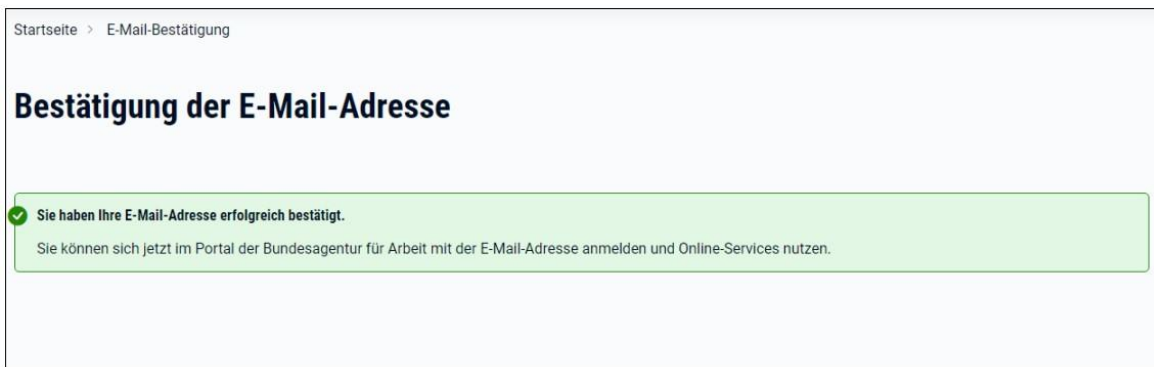 Startseite > E-Mail-Bestätigung
Bestätigung der E-Mail-Adresse
Sie haben Ihre E-Mail-Adresse erfolgreich bestätigt.
Sie können sich jetzt im Portal der Bundesagentur für Arbeit mit der E-Mail-Adresse anmelden und Online-Services nutzen.